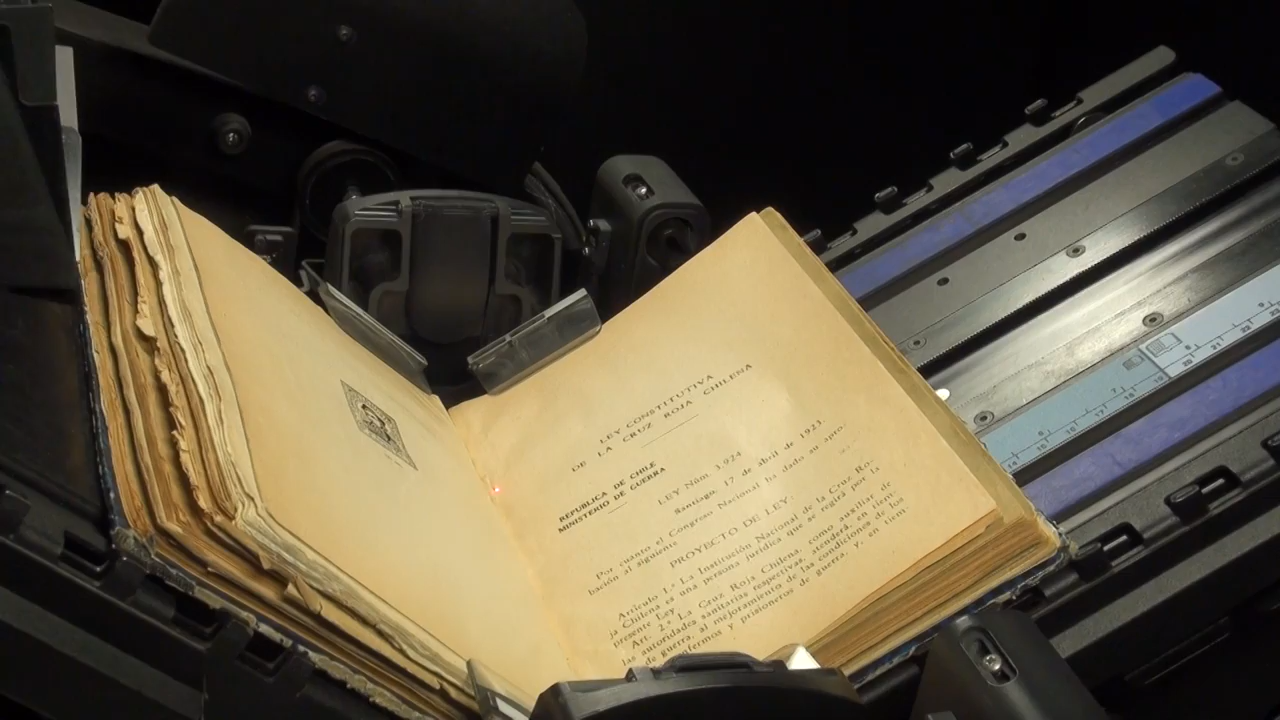 LEY CONSTITUTIVA
DE LA CRUZ ROJA CHILENA
REPUBLICA DE CHILE
MINISTERIO DE GUERRA
LEY Núm. 3.924
Santiago, 17 de abril de 1923.
Por cuanto el Congreso Nacional ha dado su apro-
bación al siguiente
PROYECTO DE LEY:
Artículo 1.º La Institución Nacional de la Cruz Ro-
ja Chilena es una persona jurídica que se regirá por la
presente Ley.
Art. 2.º La Cruz Roja Chilena, como auxiliar de
las autoridades sanitarias respectivas, atenderá, en tiem-
de guerra, al mejoramiento de las condiciones de los
enfermos y prisioneros de guerra, y, en tiem-